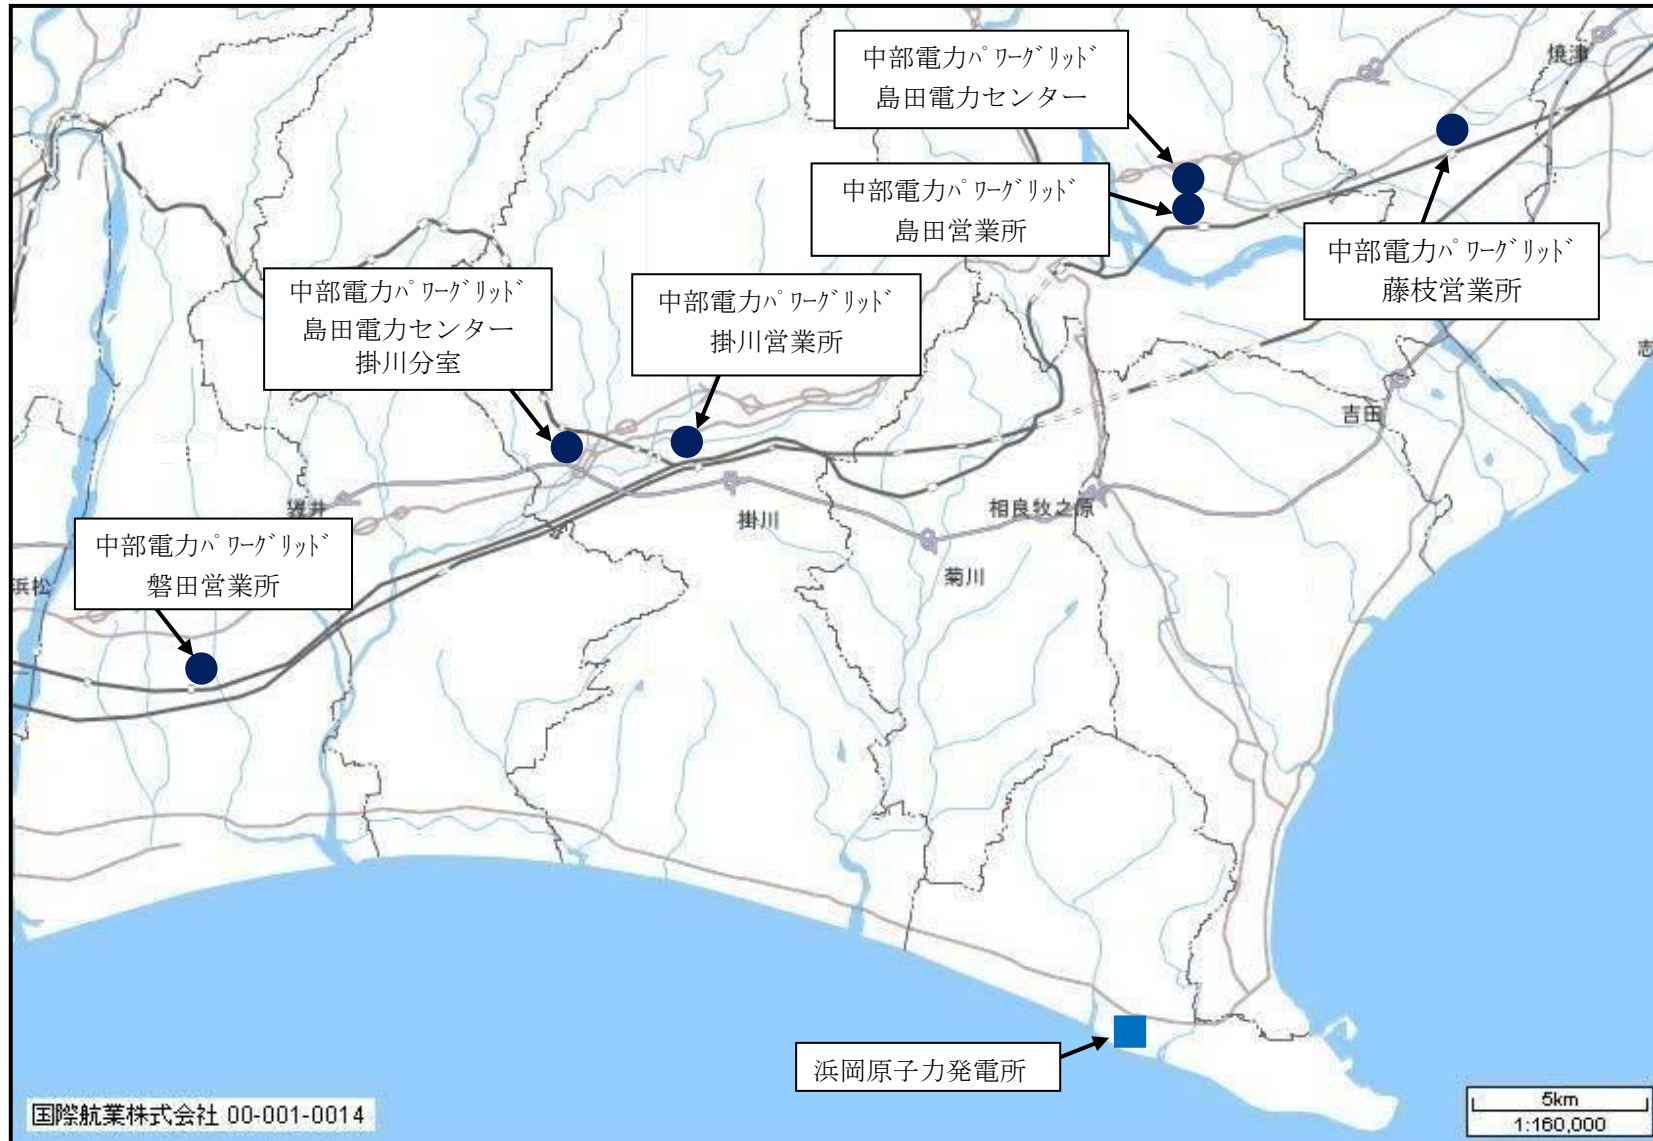 中部電力ﾊﾟﾜｰｸﾞﾘｯﾄﾞ
島田電力センター
焼津
中部電力ﾊﾟﾜｰｸﾞﾘｯﾄﾞ
島田営業所
中部電力ﾊﾟﾜｰｸﾞﾘｯﾄﾞ
藤枝営業所
中部電力ﾊﾟﾜｰｸﾞﾘｯﾄﾞ
島田電力センター
掛川分室
中部電力ﾊﾟﾜｰｸﾞﾘｯﾄﾞ
掛川営業所
志
吉田
袋井
掛川
相良牧之原
中部電力ﾊﾟﾜｰｸﾞﾘｯﾄﾞ
磐田営業所
浜松
菊川
浜岡原子力発電所
国際航業株式会社 00-001-0014
5km
1:160,000